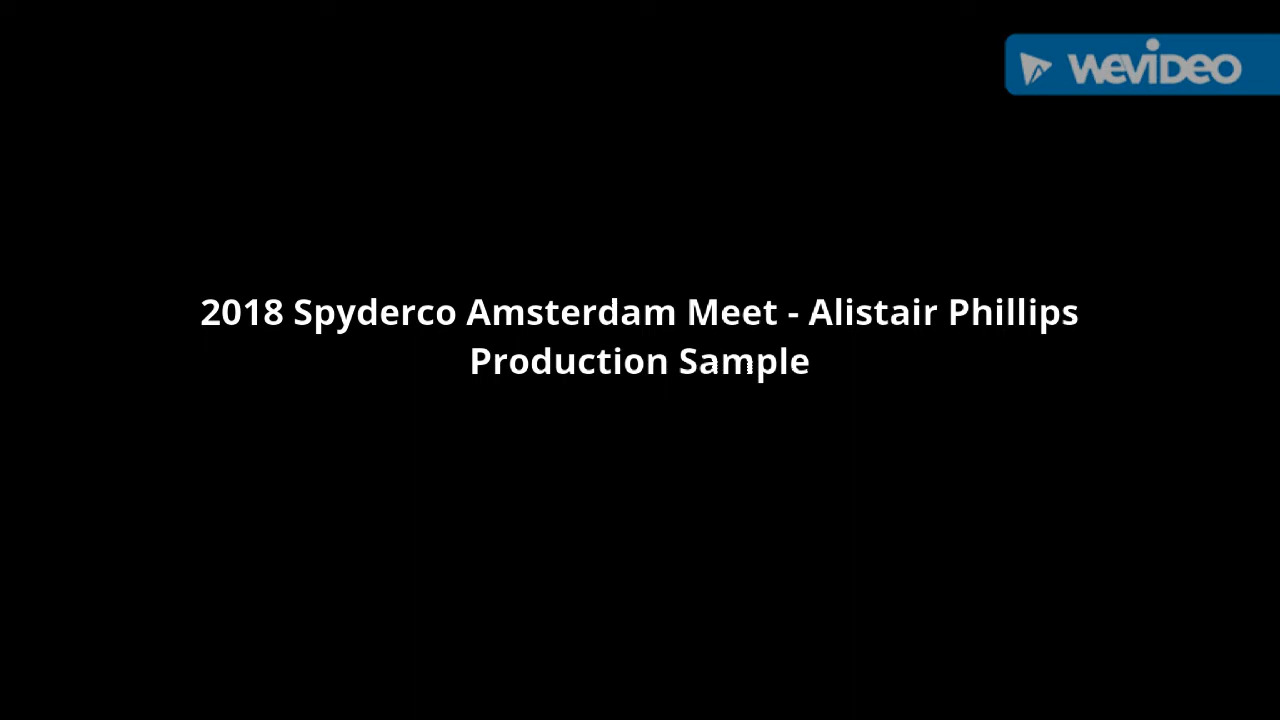 WEVIDEO
2018 Spyderco Amsterdam Meet - Alistair Phillips
Production Sample